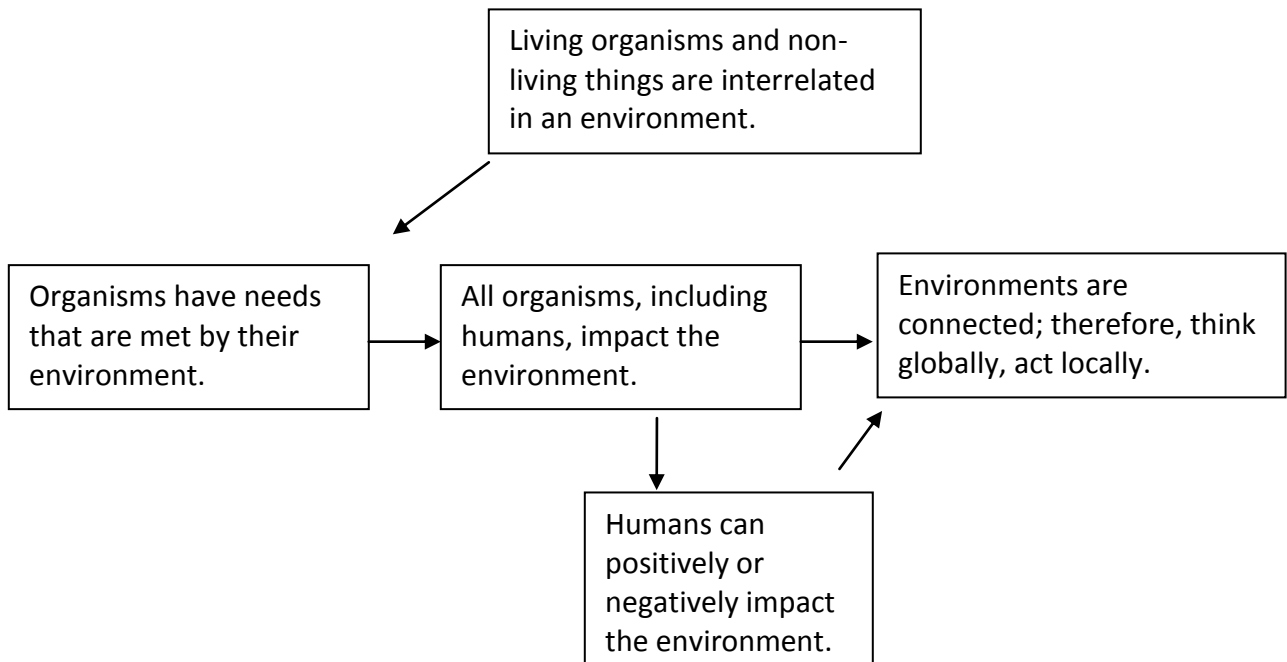 Living organisms and non-
living things are interrelated
in an environment.
Organisms have needs
that are met by their
environment.
All organisms, including
humans, impact the
environment.
Environments are
connected; therefore, think
globally, act locally.
Humans can
positively or
negatively impact
the environment.